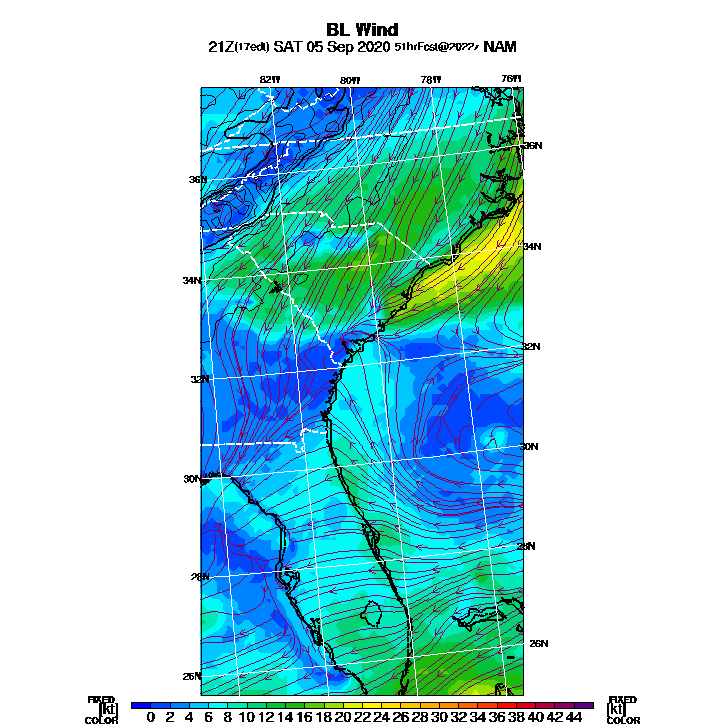 BL Wind
21Z(17edt) SAT 05 Sep 2020 51hrFcst@2022z NAM
82W 80W 78W 76W
36N
36N
34N
34N
32N
32N
30N
30N
28N
28N
26N
26N
FIXED FIXED
[kt] 0 2 4 6 8 10 12 14 16 18 20 22 24 26 28 30 32 34 36 38 40 42 44 [kt]
COLOR COLOR